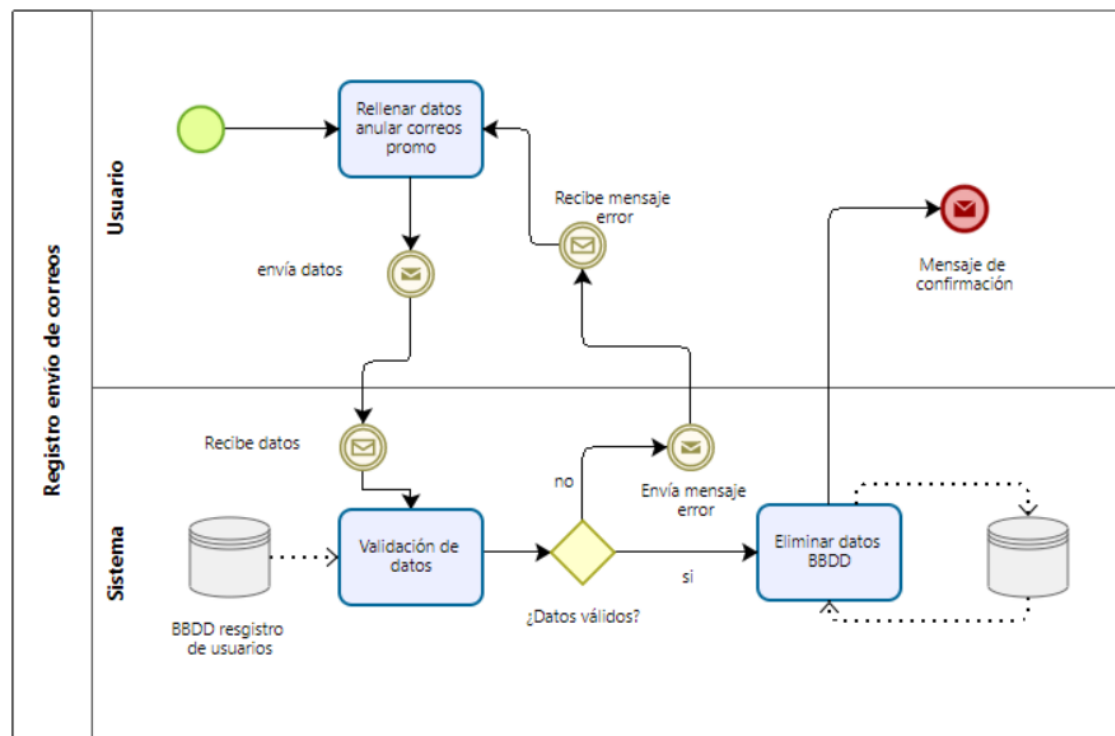 Registro envío de correos
Usuario
Rellenar datos
anular correos
promo
envía datos
Recibe mensaje
error
Mensaje de
confirmación
Sistema
Recibe datos
BBDD resgistro
de usuarios
Validación de
datos
¿Datos válidos?
no
Envía mensaje
error
si
Eliminar datos
BBDD